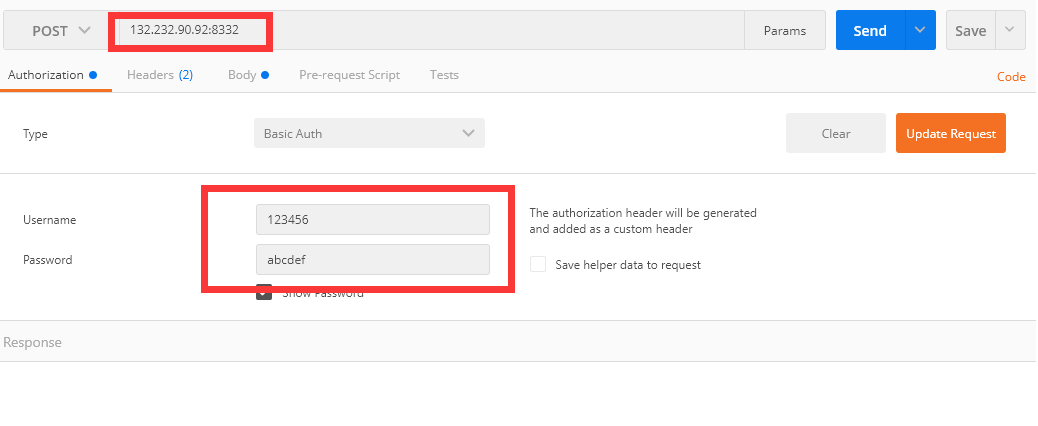 POST 132.232.90.92:8332 Params Send Save
Authorization Headers (2) Body Pre-request Script Tests Code
Type Basic Auth Clear Update Request
Username 123456 The authorization header will be generated
and added as a custom header
Password abcdef Save helper data to request
Show Password
Response